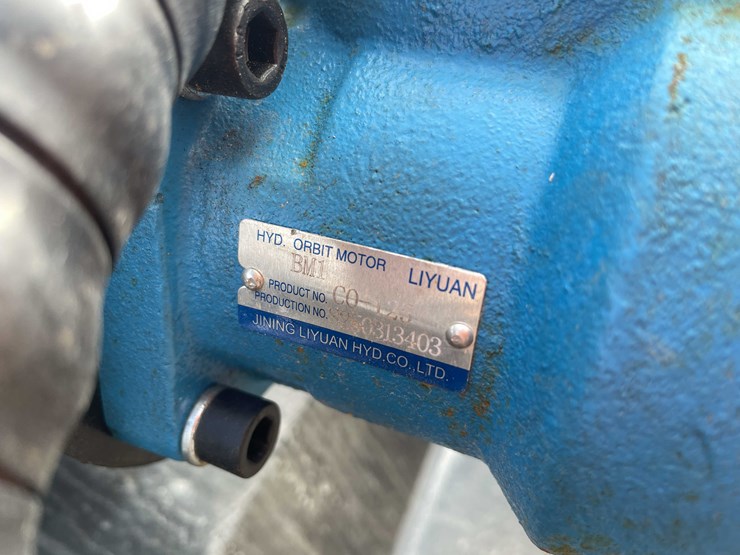 HYD. ORBIT MOTOR LIYUAN
BM1
PRODUCT NO.
PRODUCTION NO.
JINING LIYUAN HYD.CO.,LTD.